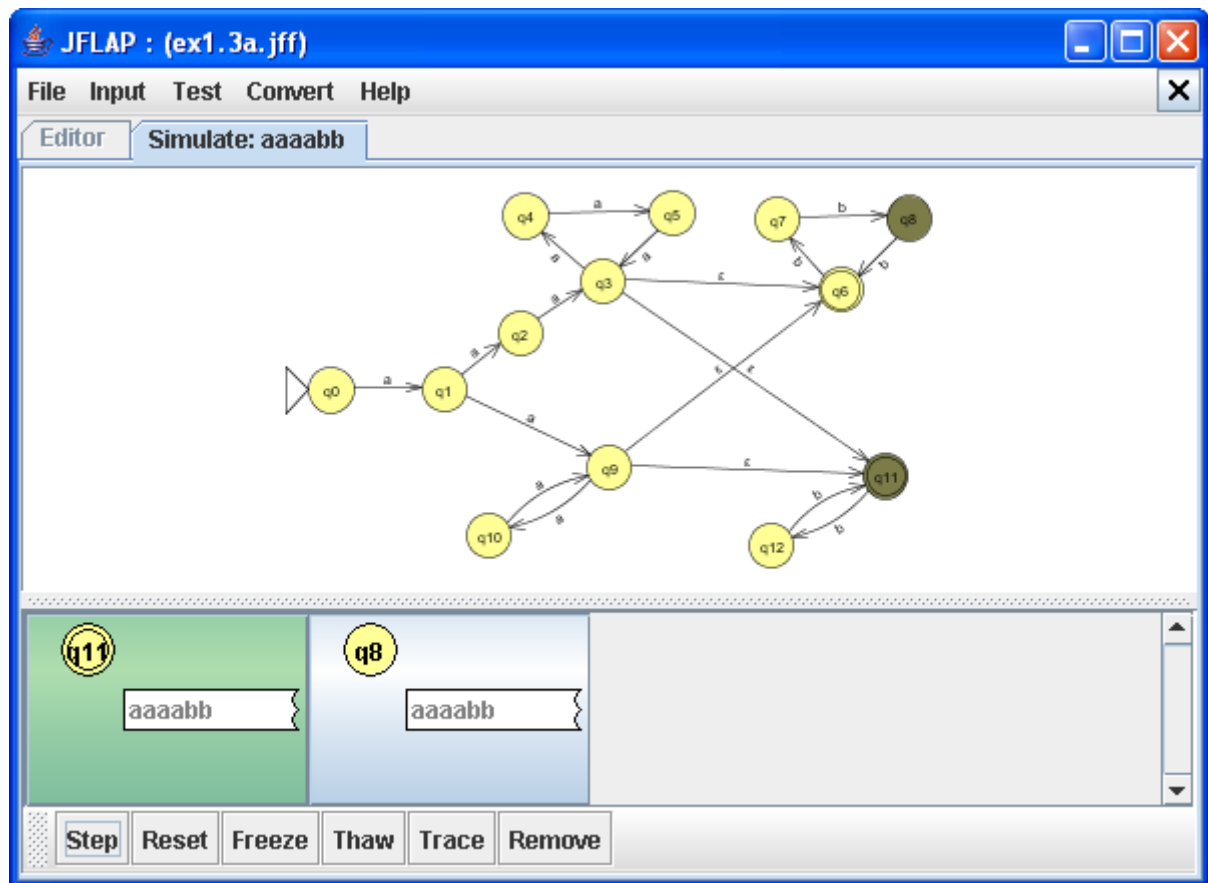 JFLAP : (ex1.3a.jff)
File Input Test Convert Help
Editor Simulate: aaaabb
q4 a q5 q7 b q8
a a b b
q3 ε q6
a
q2
a ε ε
q0 a q1
a
q9 ε q11
a a b b
q10 q12
q11 q8
aaaabb aaaabb
Step Reset Freeze Thaw Trace Remove